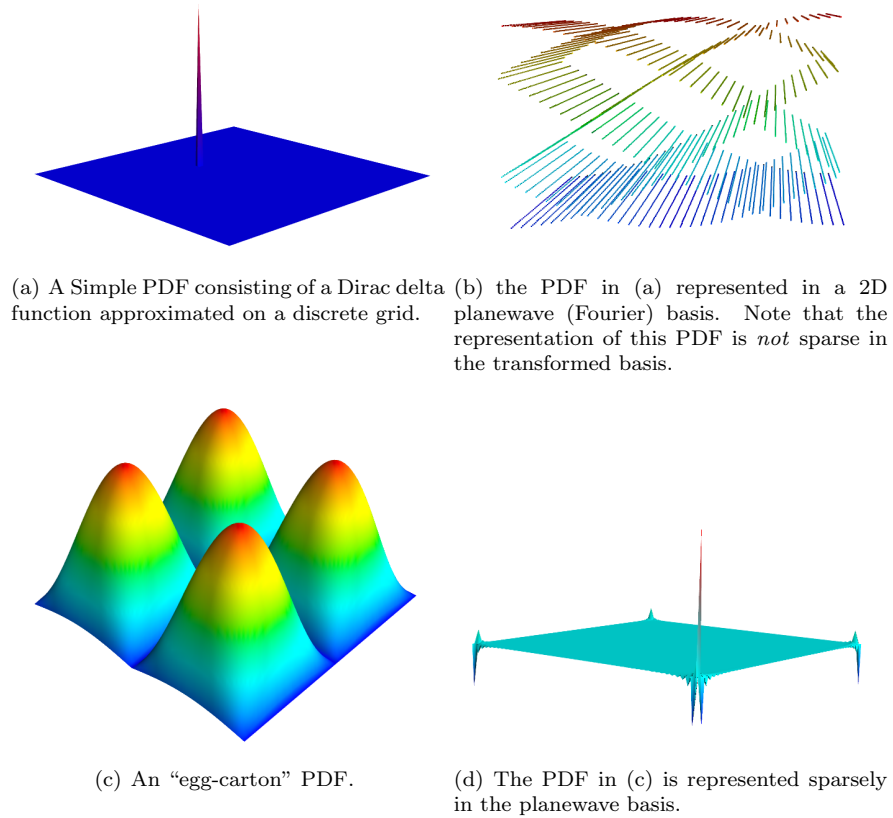 (a) A Simple PDF consisting of a Dirac delta
function approximated on a discrete grid.
(b) the PDF in (a) represented in a 2D
planewave (Fourier) basis. Note that the
representation of this PDF is not sparse in
the transformed basis.
(c) An “egg-carton” PDF.
(d) The PDF in (c) is represented sparsely
in the planewave basis.